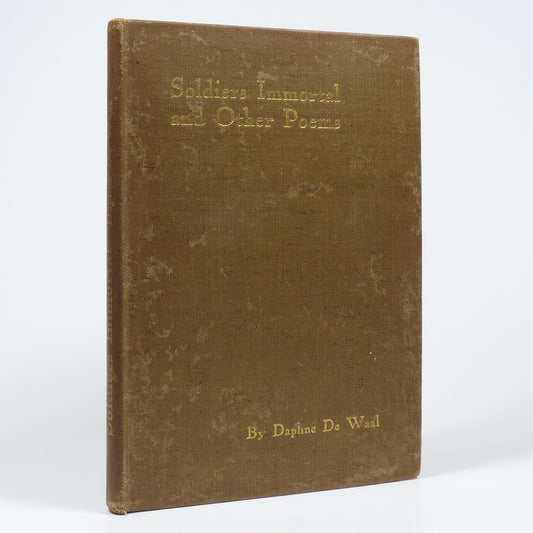 Soldiers Immortal
and Other Poems
By Daphne De Waal